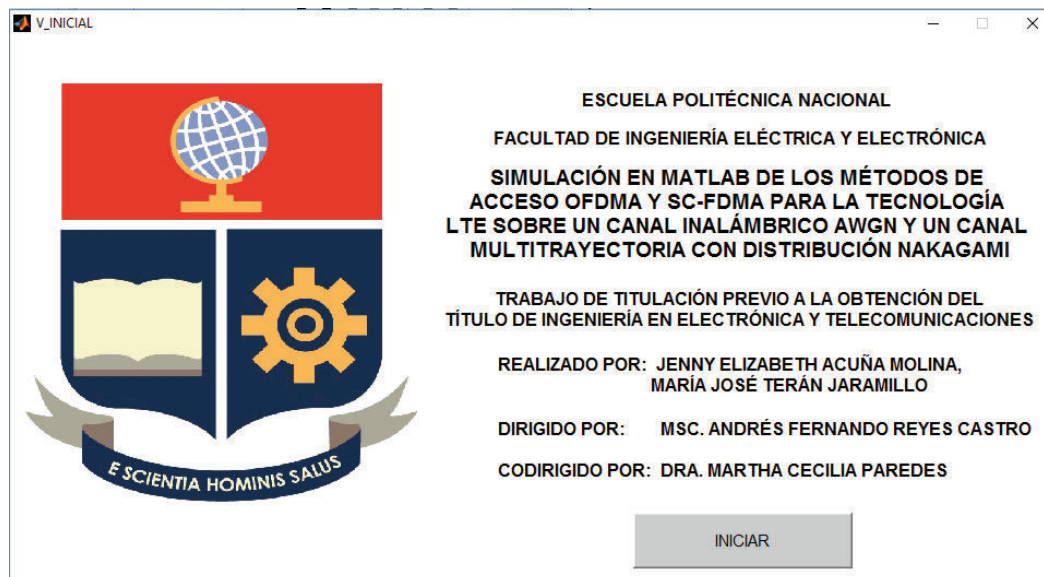 V_INICIAL
ESCUELA POLITÉCNICA NACIONAL
FACULTAD DE INGENIERÍA ELÉCTRICA Y ELECTRÓNICA
SIMULACIÓN EN MATLAB DE LOS MÉTODOS DE
ACCESO OFDMA Y SC-FDMA PARA LA TECNOLOGÍA
LTE SOBRE UN CANAL INALÁMBRICO AWGN Y UN CANAL
MULTITRAYECTORIA CON DISTRIBUCIÓN NAKAGAMI
TRABAJO DE TITULACIÓN PREVIO A LA OBTENCIÓN DEL
TÍTULO DE INGENIERÍA EN ELECTRÓNICA Y TELECOMUNICACIONES
REALIZADO POR: JENNY ELIZABETH ACUÑA MOLINA,
MARÍA JOSÉ TERÁN JARAMILLO
DIRIGIDO POR: MSC. ANDRÉS FERNANDO REYES CASTRO
CODIRIGIDO POR: DRA. MARTHA CECILIA PAREDES
E SCIENTIA HOMINIS SALUS
INICIAR